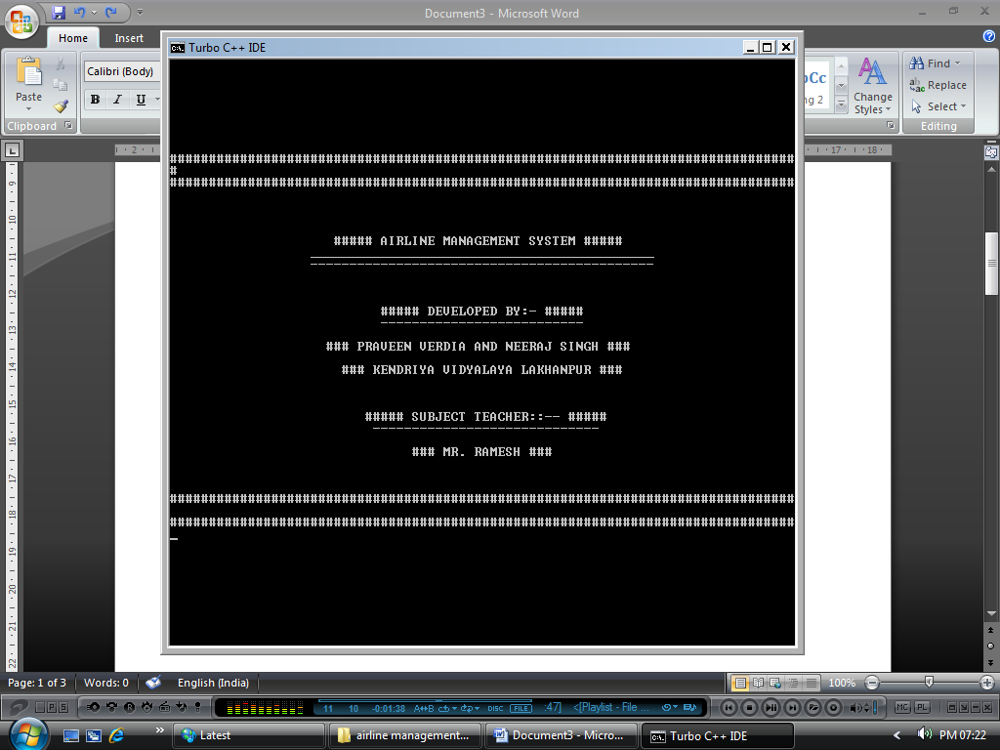 Document3 - Microsoft Word
Home Insert
Turbo C++ IDE
Calibri (Body)
Find
Replace
Select
Paste
B I U
Change
Styles
Clipboard
ng 2
Editing
################################################################################
#
################################################################################
##### AIRLINE MANAGEMENT SYSTEM #####
##### DEVELOPED BY:- #####
### PRAVEEN VERDIA AND NEERAJ SINGH ###
### KENDRIYA VIDYALAYA LAKHANPUR ###
##### SUBJECT TEACHER::-- #####
### MR. RAMESH ###
################################################################################
################################################################################
Page: 1 of 3 Words: 0 English (India) 100%
11 10 -0:01:38 A↔B DISC FILE :47] <[Playlist - File ... MC PL
Latest airline management... Document3 - Micro... Turbo C++ IDE PM 07:22